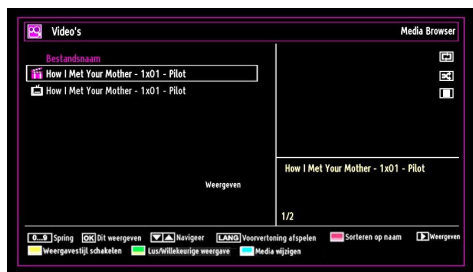 Video's Media Browser
Bestandsnaam
How I Met Your Mother - 1x01 - Pilot
How I Met Your Mother - 1x01 - Pilot
How I Met Your Mother - 1x01 - Pilot
Weergeven
1/2
0...9 Spring OK Dit weergeven Navigeer LANG Voorvertoning afspelen Sorteren op naam Weergeven
Weergavestijl schakelen Lus/Willekeurige weergave Media wijzigen